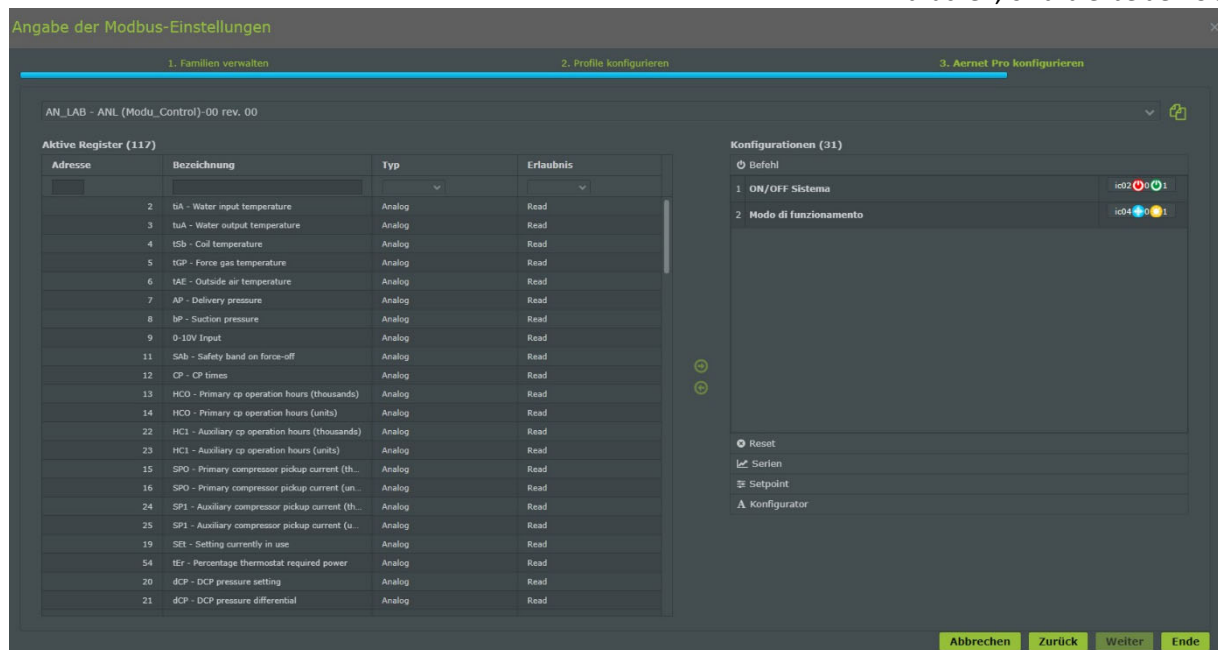 Angabe der Modbus-Einstellungen
1. Familien verwalten
2. Profile konfigurieren
3. Aernet Pro konfigurieren
AN_LAB - ANL (Modu_Control)-00 rev. 00
Aktive Register (117)
Adresse Bezeichnung Typ Erlaubnis
2 tiA - Water input temperature Analog Read
3 tuA - Water output temperature Analog Read
4 tSb - Coil temperature Analog Read
5 tGP - Force gas temperature Analog Read
6 tAE - Outside air temperature Analog Read
7 AP - Delivery pressure Analog Read
8 bP - Suction pressure Analog Read
9 0-10V Input Analog Read
11 SAb - Safety band on force-off Analog Read
12 CP - CP times Analog Read
13 HCO - Primary cp operation hours (thousands) Analog Read
14 HCO - Primary cp operation hours (units) Analog Read
22 HC1 - Auxiliary cp operation hours (thousands) Analog Read
23 HC1 - Auxiliary cp operation hours (units) Analog Read
15 SPO - Primary compressor pickup current (th... Analog Read
16 SPO - Primary compressor pickup current (un... Analog Read
24 SP1 - Auxiliary compressor pickup current (th... Analog Read
25 SP1 - Auxiliary compressor pickup current (u... Analog Read
19 SEt - Setting currently in use Analog Read
54 tEr - Percentage thermostat required power Analog Read
20 dCP - DCP pressure setting Analog Read
21 dCP - DCP pressure differential Analog Read
Konfigurationen (31)
Befehl
1 ON/OFF Sistema ic02 0 1
2 Modo di funzionamento ic04 0 1
Reset
Serien
Setpoint
Konfigurator
Abbrechen Zurück Weiter Ende